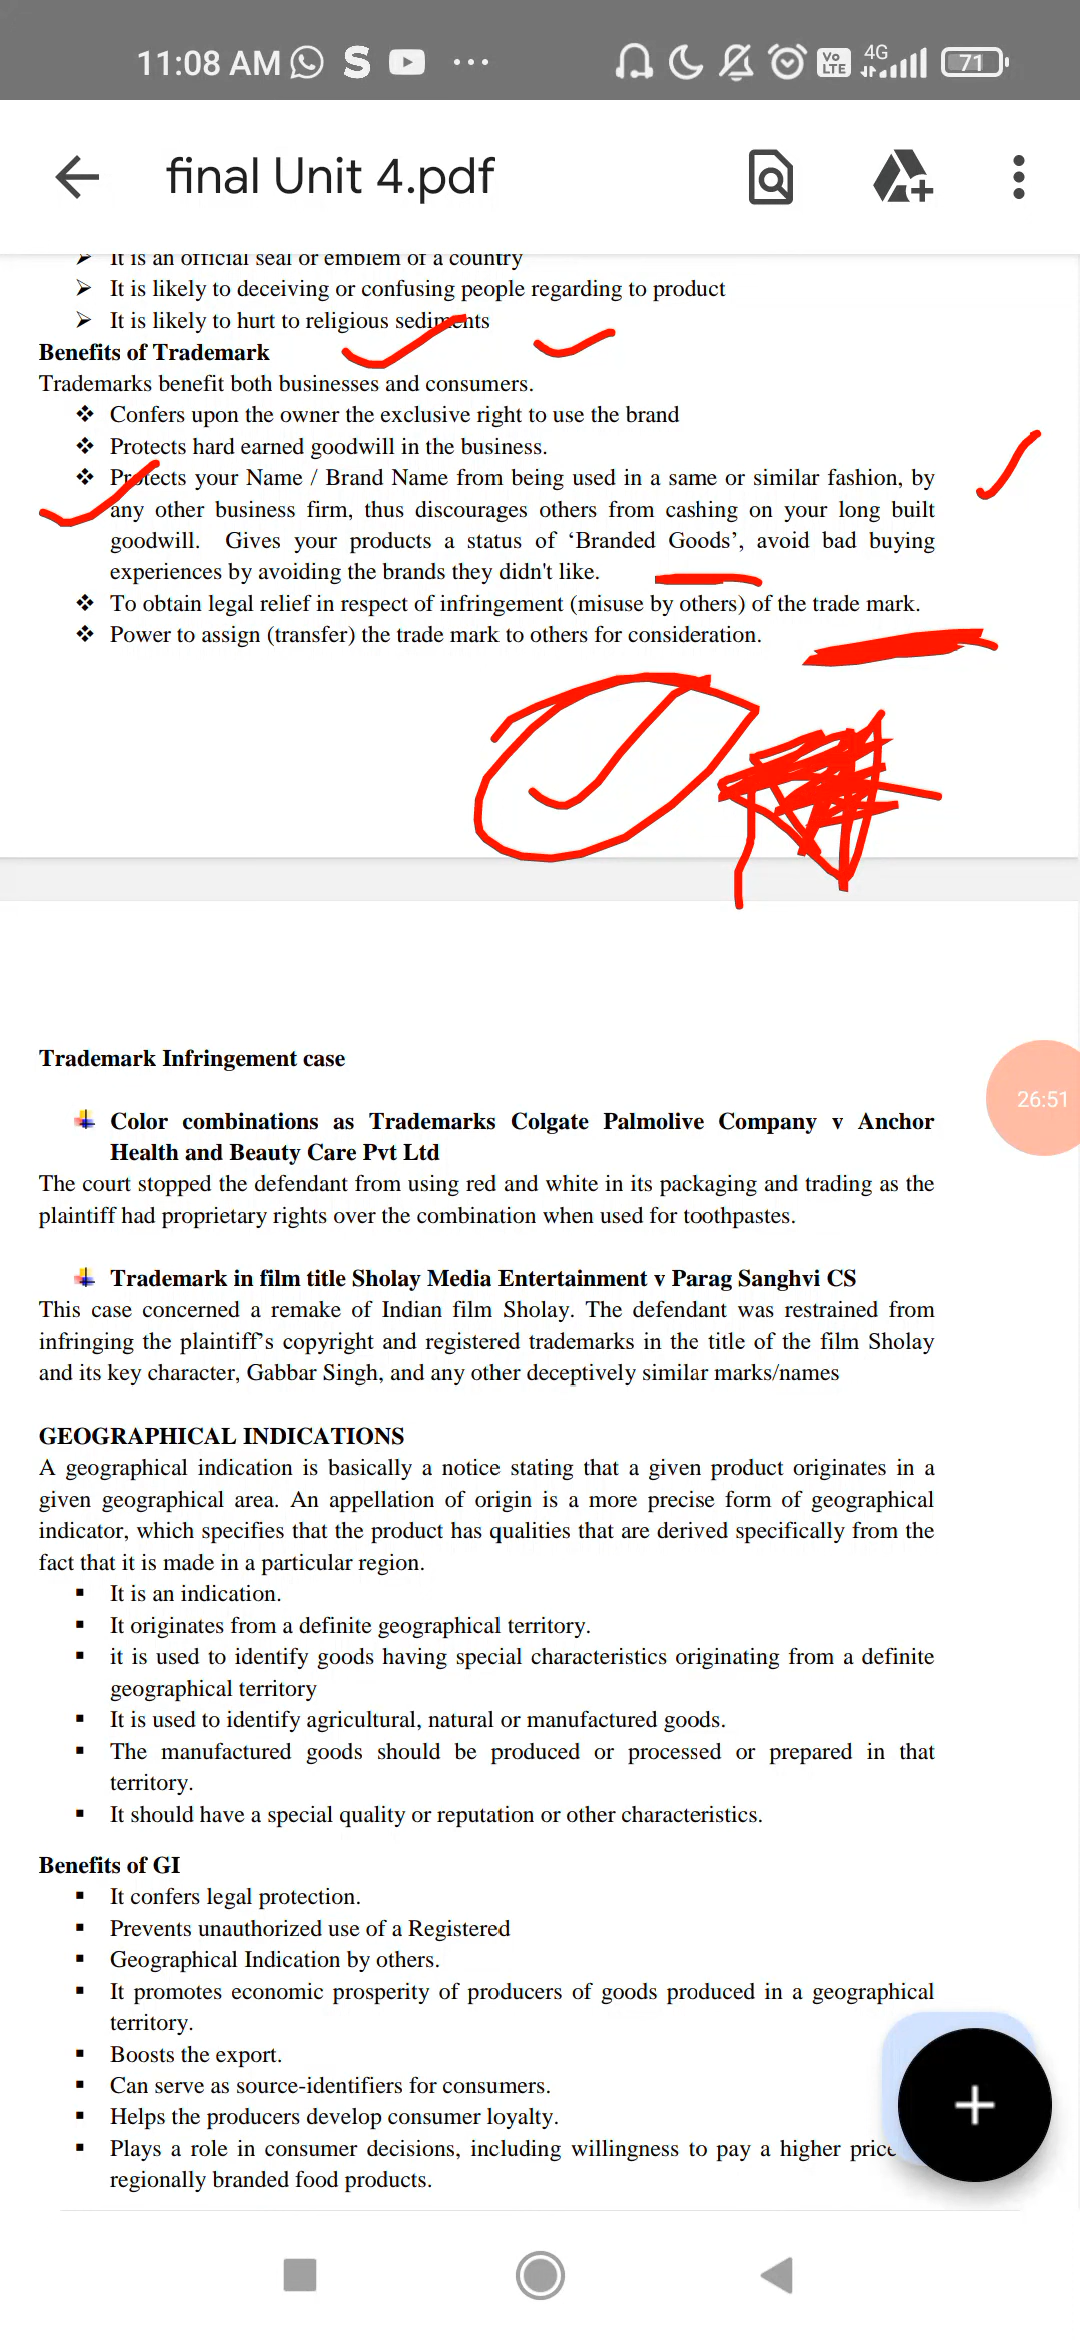 11:08 AM S ... Vo LTE 4G 71
final Unit 4.pdf
It is an official seal or emblem of a country
It is likely to deceiving or confusing people regarding to product
It is likely to hurt to religious sediments
Benefits of Trademark
Trademarks benefit both businesses and consumers.
Confers upon the owner the exclusive right to use the brand
Protects hard earned goodwill in the business.
Protects your Name / Brand Name from being used in a same or similar fashion, by
any other business firm, thus discourages others from cashing on your long built
goodwill. Gives your products a status of ‘Branded Goods’, avoid bad buying
experiences by avoiding the brands they didn't like.
To obtain legal relief in respect of infringement (misuse by others) of the trade mark.
Power to assign (transfer) the trade mark to others for consideration.
Trademark Infringement case
26:51
Color combinations as Trademarks Colgate Palmolive Company v Anchor
Health and Beauty Care Pvt Ltd
The court stopped the defendant from using red and white in its packaging and trading as the
plaintiff had proprietary rights over the combination when used for toothpastes.
Trademark in film title Sholay Media Entertainment v Parag Sanghvi CS
This case concerned a remake of Indian film Sholay. The defendant was restrained from
infringing the plaintiff’s copyright and registered trademarks in the title of the film Sholay
and its key character, Gabbar Singh, and any other deceptively similar marks/names
GEOGRAPHICAL INDICATIONS
A geographical indication is basically a notice stating that a given product originates in a
given geographical area. An appellation of origin is a more precise form of geographical
indicator, which specifies that the product has qualities that are derived specifically from the
fact that it is made in a particular region.
It is an indication.
It originates from a definite geographical territory.
it is used to identify goods having special characteristics originating from a definite
geographical territory
It is used to identify agricultural, natural or manufactured goods.
The manufactured goods should be produced or processed or prepared in that
territory.
It should have a special quality or reputation or other characteristics.
Benefits of GI
It confers legal protection.
Prevents unauthorized use of a Registered
Geographical Indication by others.
It promotes economic prosperity of producers of goods produced in a geographical
territory.
Boosts the export.
Can serve as source-identifiers for consumers.
Helps the producers develop consumer loyalty.
Plays a role in consumer decisions, including willingness to pay a higher price
regionally branded food products.